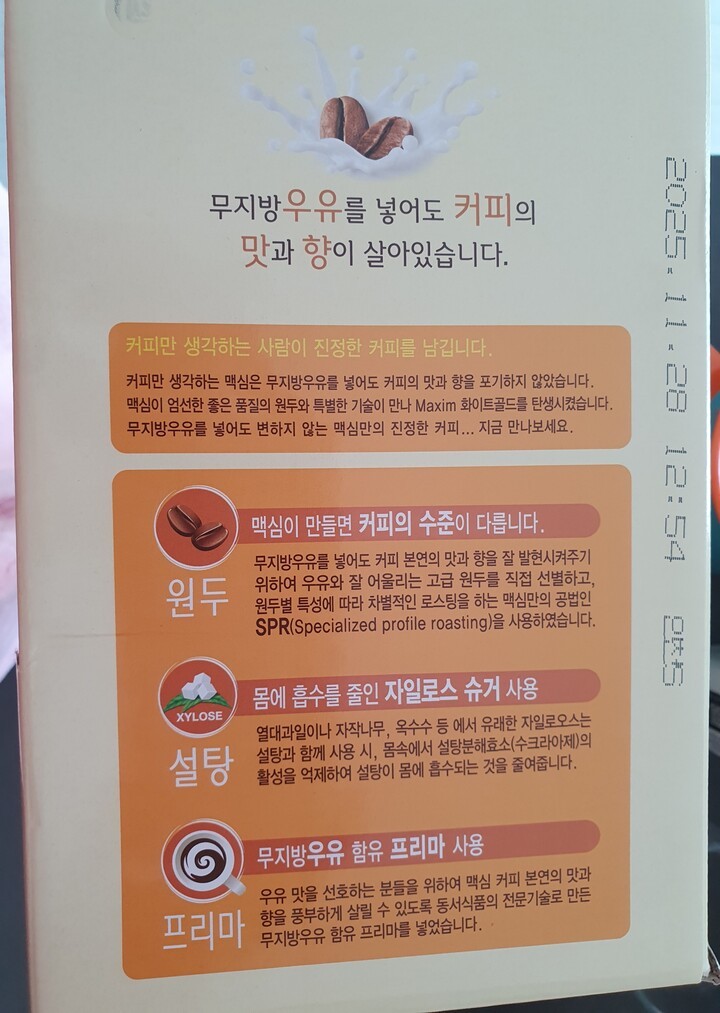 무지방우유를 넣어도 커피의
맛과 향이 살아있습니다.
커피만 생각하는 사람이 진정한 커피를 남깁니다.
커피만 생각하는 맥심은 무지방우유를 넣어도 커피의 맛과 향을 포기하지 않았습니다.
맥심이 엄선한 좋은 품질의 원두와 특별한 기술이 만나 Maxim 화이트골드를 탄생시켰습니다.
무지방우유를 넣어도 변하지 않는 맥심만의 진정한 커피... 지금 만나보세요.
원두
맥심이 만들면 커피의 수준이 다릅니다.
무지방우유를 넣어도 커피 본연의 맛과 향을 잘 발현시켜주기
위하여 우유와 잘 어울리는 고급 원두를 직접 선별하고,
원두별 특성에 따라 차별적인 로스팅을 하는 맥심만의 공법인
SPR(Specialized profile roasting)을 사용하였습니다.
XYLOSE
설탕
몸에 흡수를 줄인 자일로스 슈거 사용
열대과일이나 자작나무, 옥수수 등 에서 유래한 자일로오스는
설탕과 함께 사용 시, 몸속에서 설탕분해효소(수크라아제)의
활성을 억제하여 설탕이 몸에 흡수되는 것을 줄여줍니다.
프리마
무지방우유 함유 프리마 사용
우유 맛을 선호하는 분들을 위하여 맥심 커피 본연의 맛과
향을 풍부하게 살릴 수 있도록 동서식품의 전문기술로 만든
무지방우유 함유 프리마를 넣었습니다.
2025.11.28 12:54